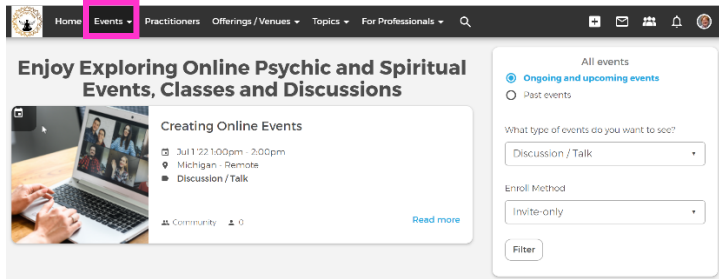 Home Events Practitioners Offerings / Venues Topics For Professionals
Enjoy Exploring Online Psychic and Spiritual
Events, Classes and Discussions
Creating Online Events
Jul 1 '22 1:00pm - 2:00pm
Michigan - Remote
Discussion / Talk
Community 0
Read more
All events
Ongoing and upcoming events
Past events
What type of events do you want to see?
Discussion / Talk
Enroll Method
Invite-only
Filter